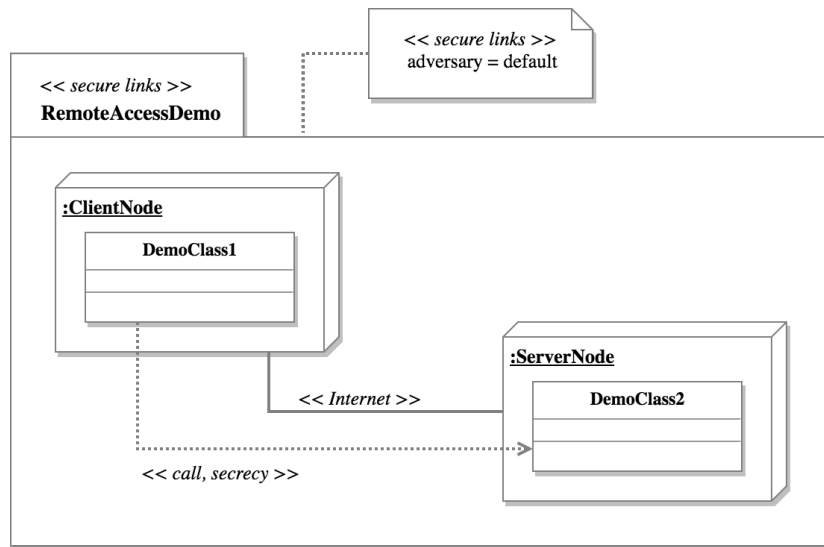 << secure links >>
adversary = default
<< secure links >>
RemoteAccessDemo
:ClientNode
DemoClass1
:ServerNode
DemoClass2
<< Internet >>
<< call, secrecy >>